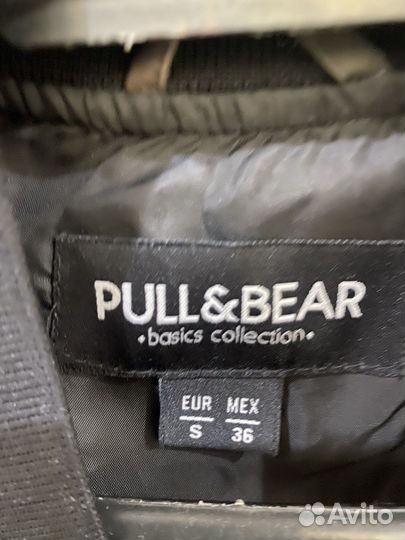 PULL&BEAR
•basics collection•
EUR MEX
S 36
Avito